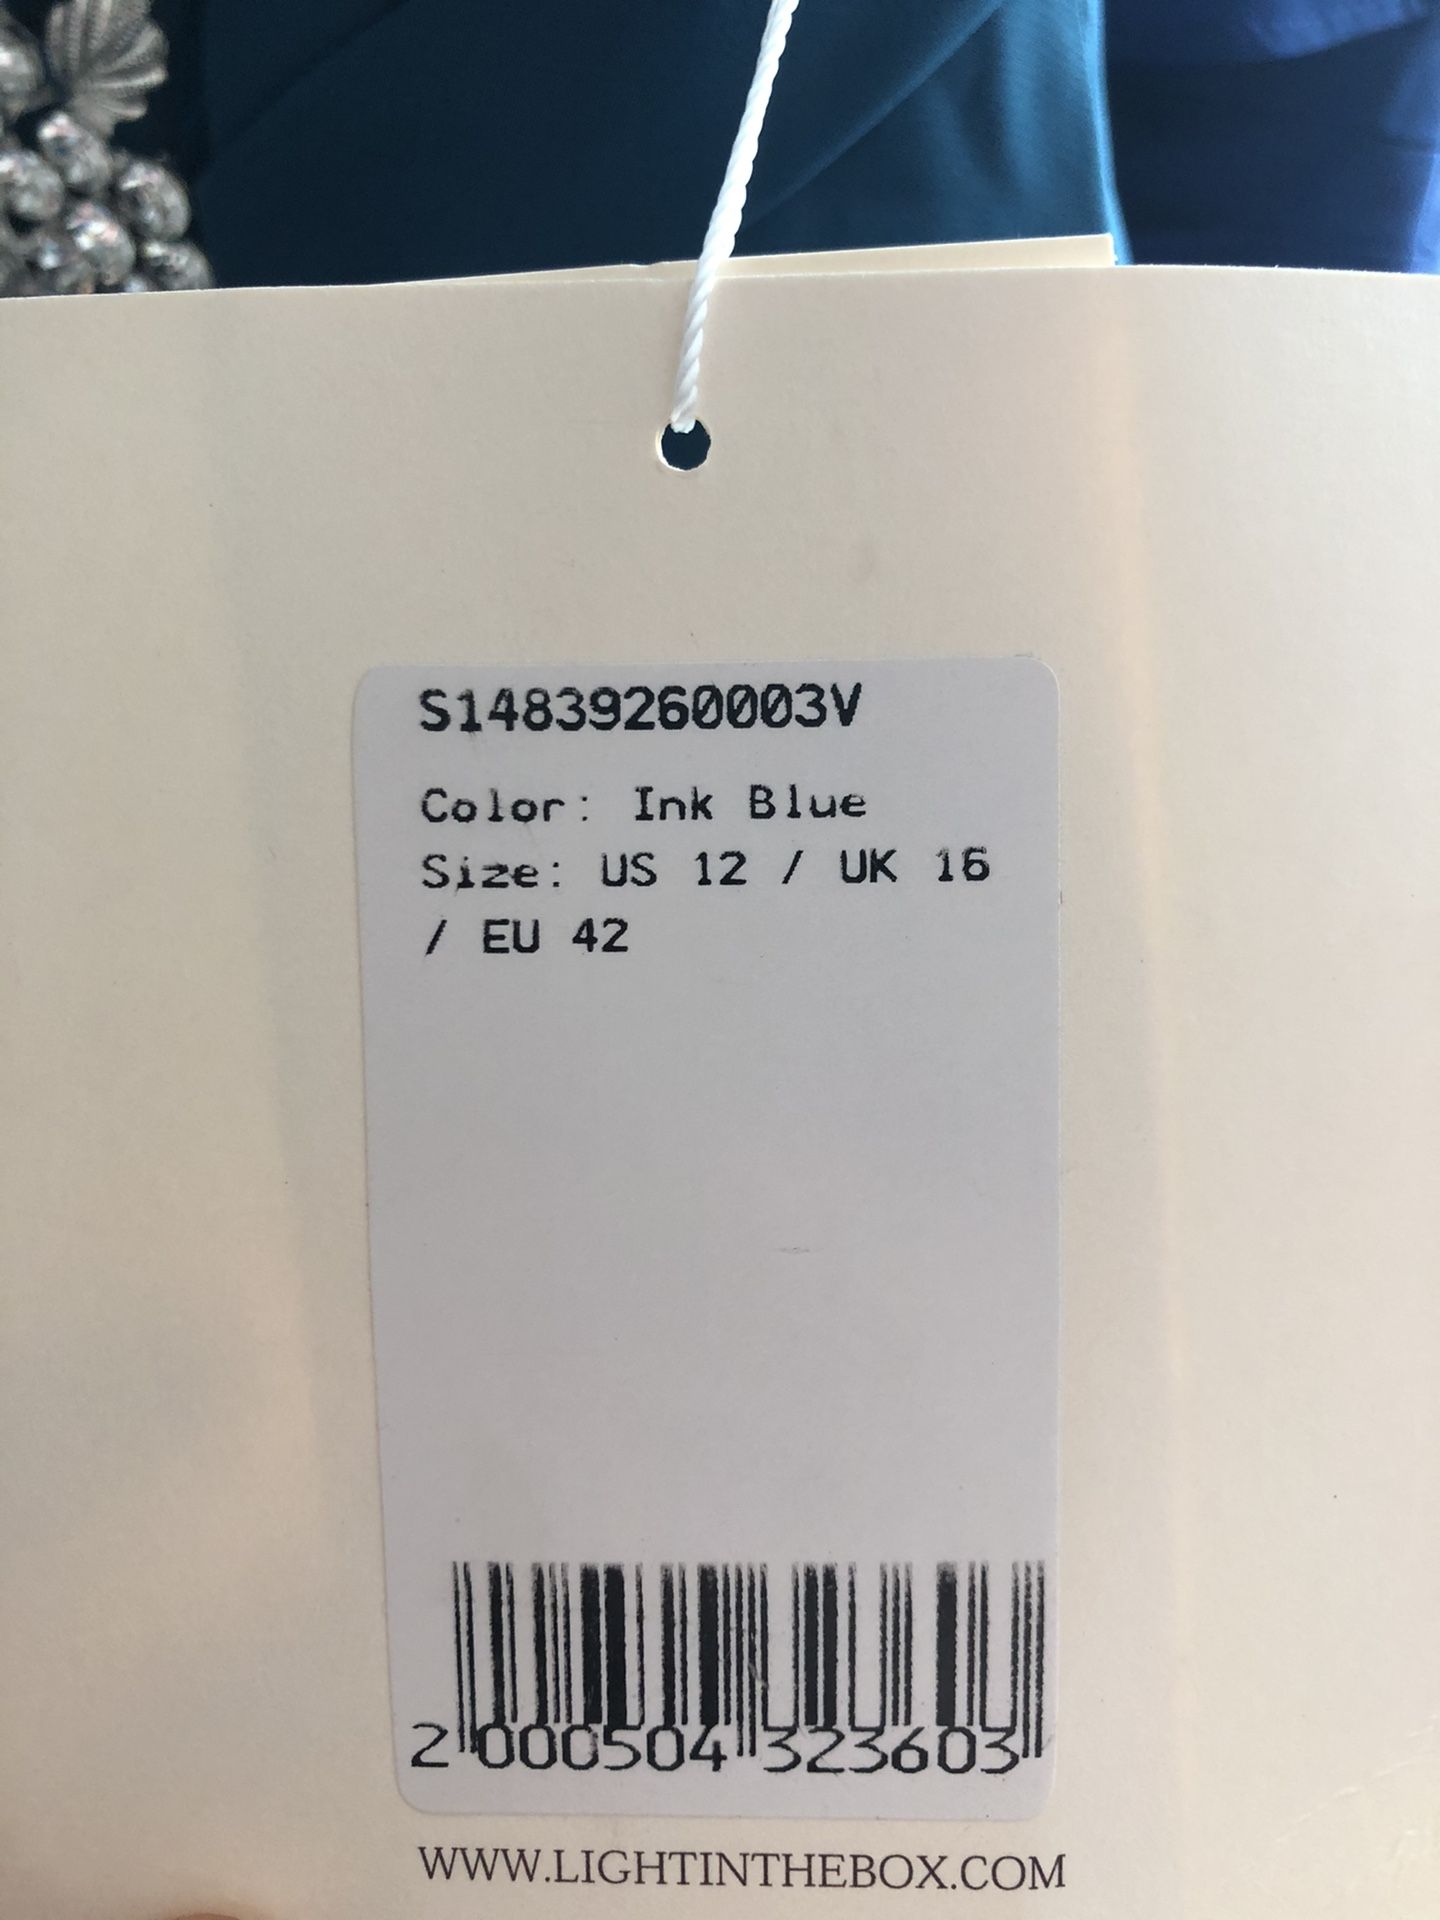 S14839260003V
Color: Ink Blue
Size: US 12 / UK 16
/ EU 42
2 000504 323603
WWW.LIGHTINTHEBOX.COM